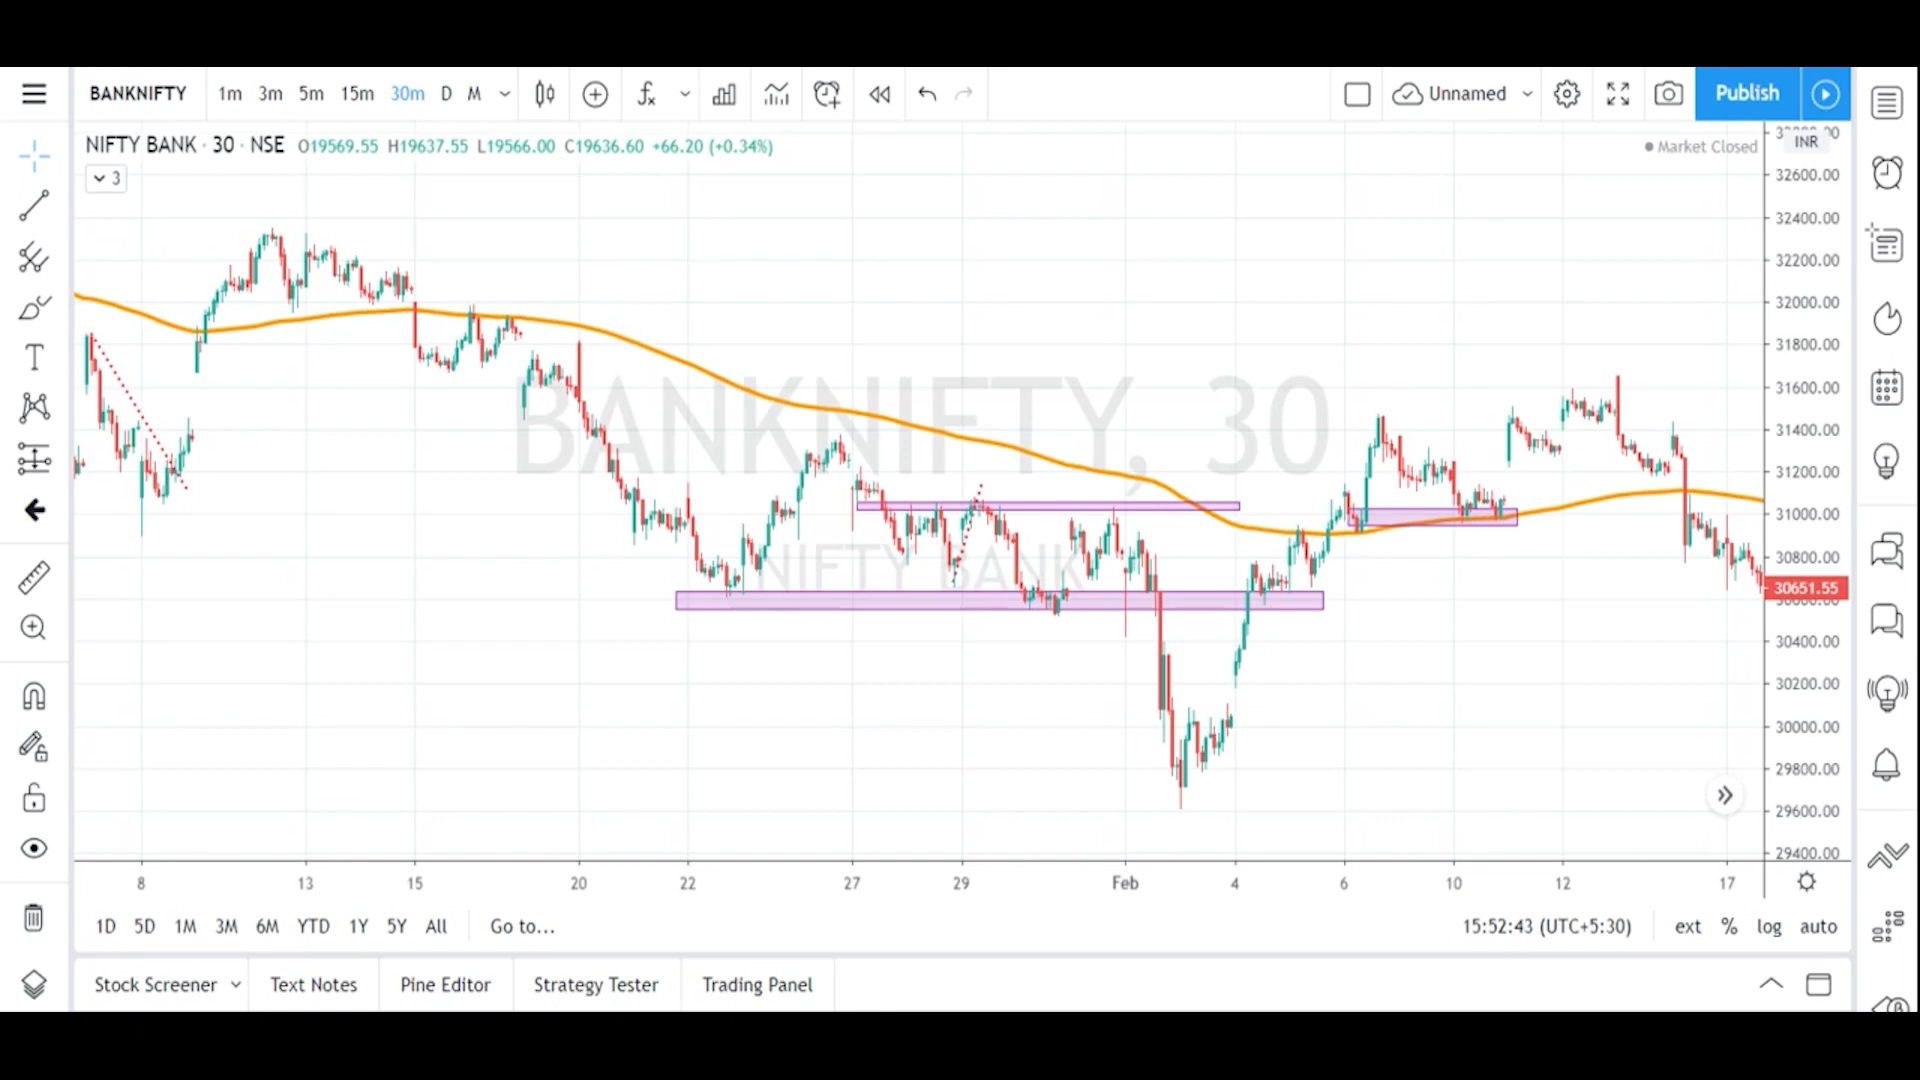 BANKNIFTY 1m 3m 5m 15m 30m D M Unnamed Publish
NIFTY BANK · 30 · NSE O19569.55 H19637.55 L19566.00 C19636.60 +66.20 (+0.34%)
Market Closed INR
3
32600.00
32400.00
32200.00
32000.00
31800.00
31600.00
31400.00
31200.00
31000.00
30800.00
30651.55
30400.00
30200.00
30000.00
29800.00
29600.00
29400.00
BANKNIFTY, 30
NIFTY BANK
8 13 15 20 22 27 29 Feb 4 6 10 12 17
1D 5D 1M 3M 6M YTD 1Y 5Y All Go to... 15:52:43 (UTC+5:30) ext % log auto
Stock Screener Text Notes Pine Editor Strategy Tester Trading Panel